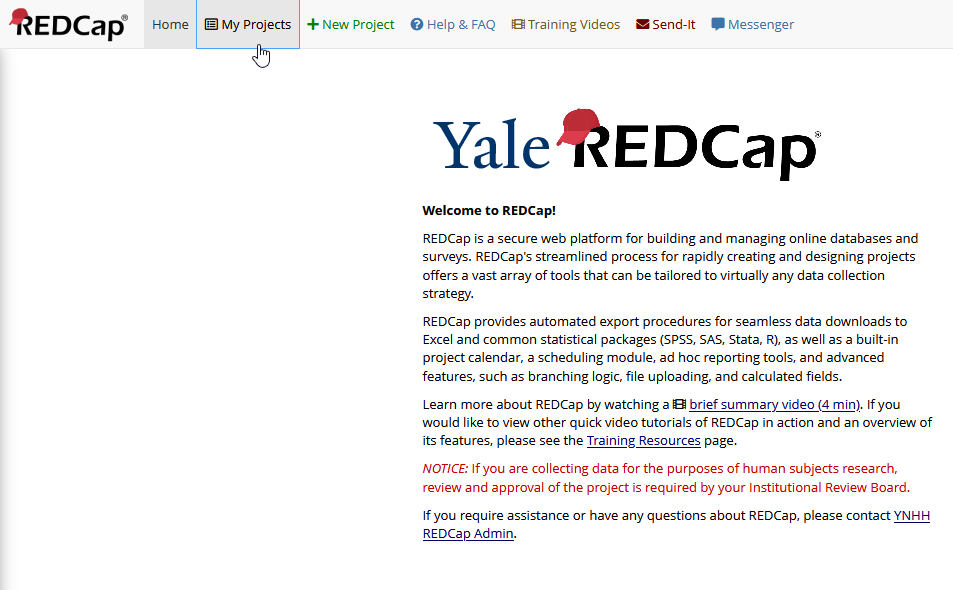 REDCap® Home My Projects New Project Help & FAQ Training Videos Send-It Messenger
Yale REDCap®
Welcome to REDCap!
REDCap is a secure web platform for building and managing online databases and
surveys. REDCap's streamlined process for rapidly creating and designing projects
offers a vast array of tools that can be tailored to virtually any data collection
strategy.
REDCap provides automated export procedures for seamless data downloads to
Excel and common statistical packages (SPSS, SAS, Stata, R), as well as a built-in
project calendar, a scheduling module, ad hoc reporting tools, and advanced
features, such as branching logic, file uploading, and calculated fields.
Learn more about REDCap by watching a brief summary video (4 min). If you
would like to view other quick video tutorials of REDCap in action and an overview of
its features, please see the Training Resources page.
NOTICE: If you are collecting data for the purposes of human subjects research,
review and approval of the project is required by your Institutional Review Board.
If you require assistance or have any questions about REDCap, please contact YNHH
REDCap Admin.